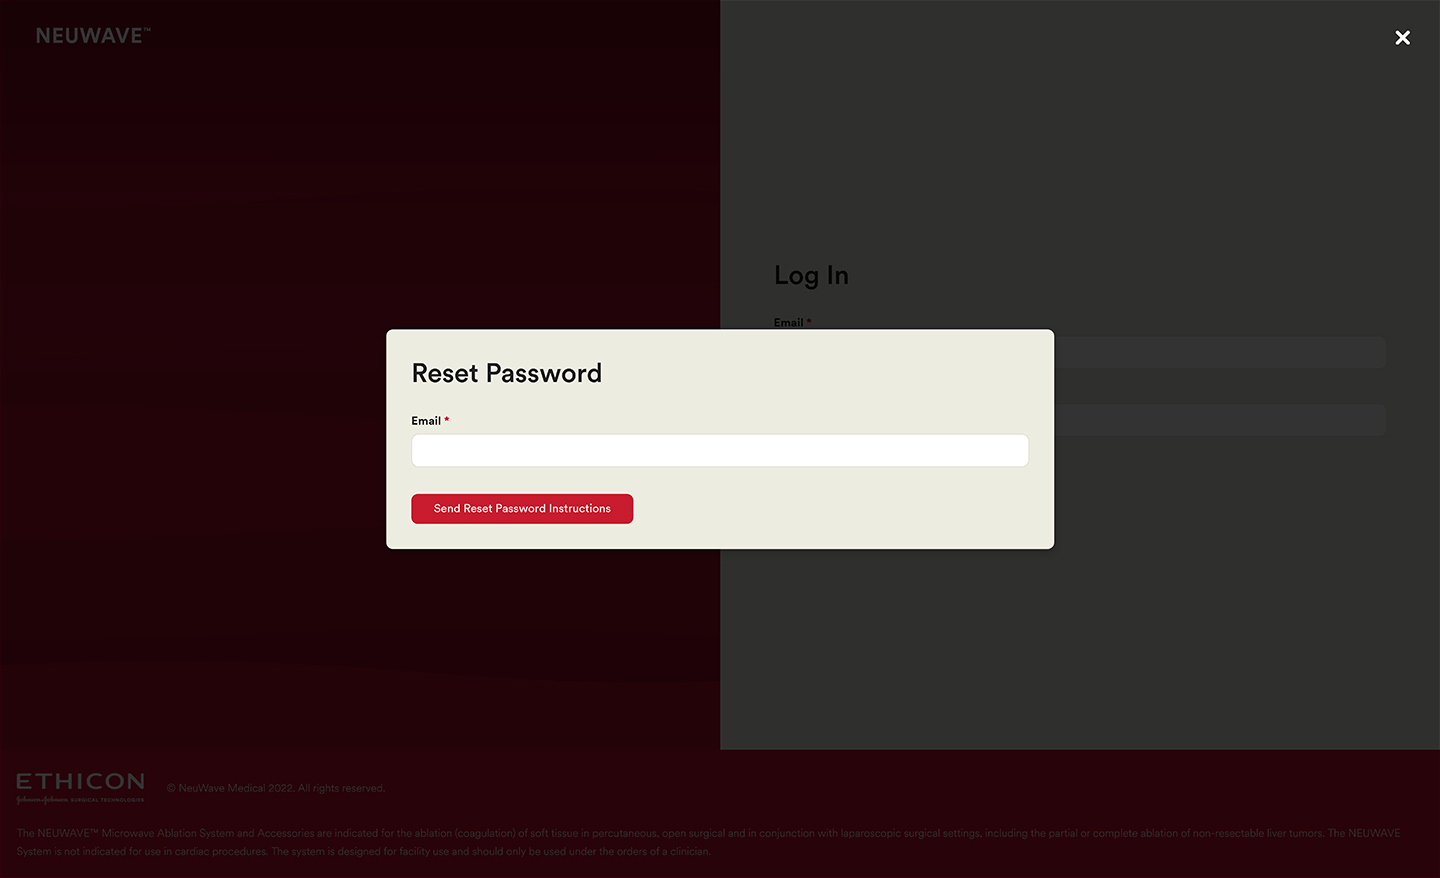 NEUWAVE™
Log In
Email *
Reset Password
Email *
Send Reset Password Instructions
ETHICON
Johnson & Johnson SURGICAL TECHNOLOGIES
© NeuWave Medical 2022. All rights reserved.
The NEUWAVE™ Microwave Ablation System and Accessories are indicated for the ablation (coagulation) of soft tissue in percutaneous, open surgical and in conjunction with laparoscopic surgical settings, including the partial or complete ablation of non-resectable liver tumors. The NEUWAVE
System is not indicated for use in cardiac procedures. The system is designed for facility use and should only be used under the orders of a clinician.